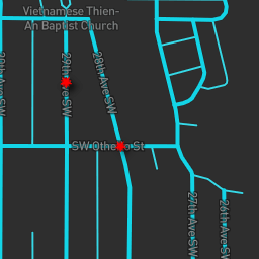 Vietnamese Thien-
An Baptist Church
29th Ave SW
28th Ave SW
SW Othello St
27th Ave SW
26th Ave SW